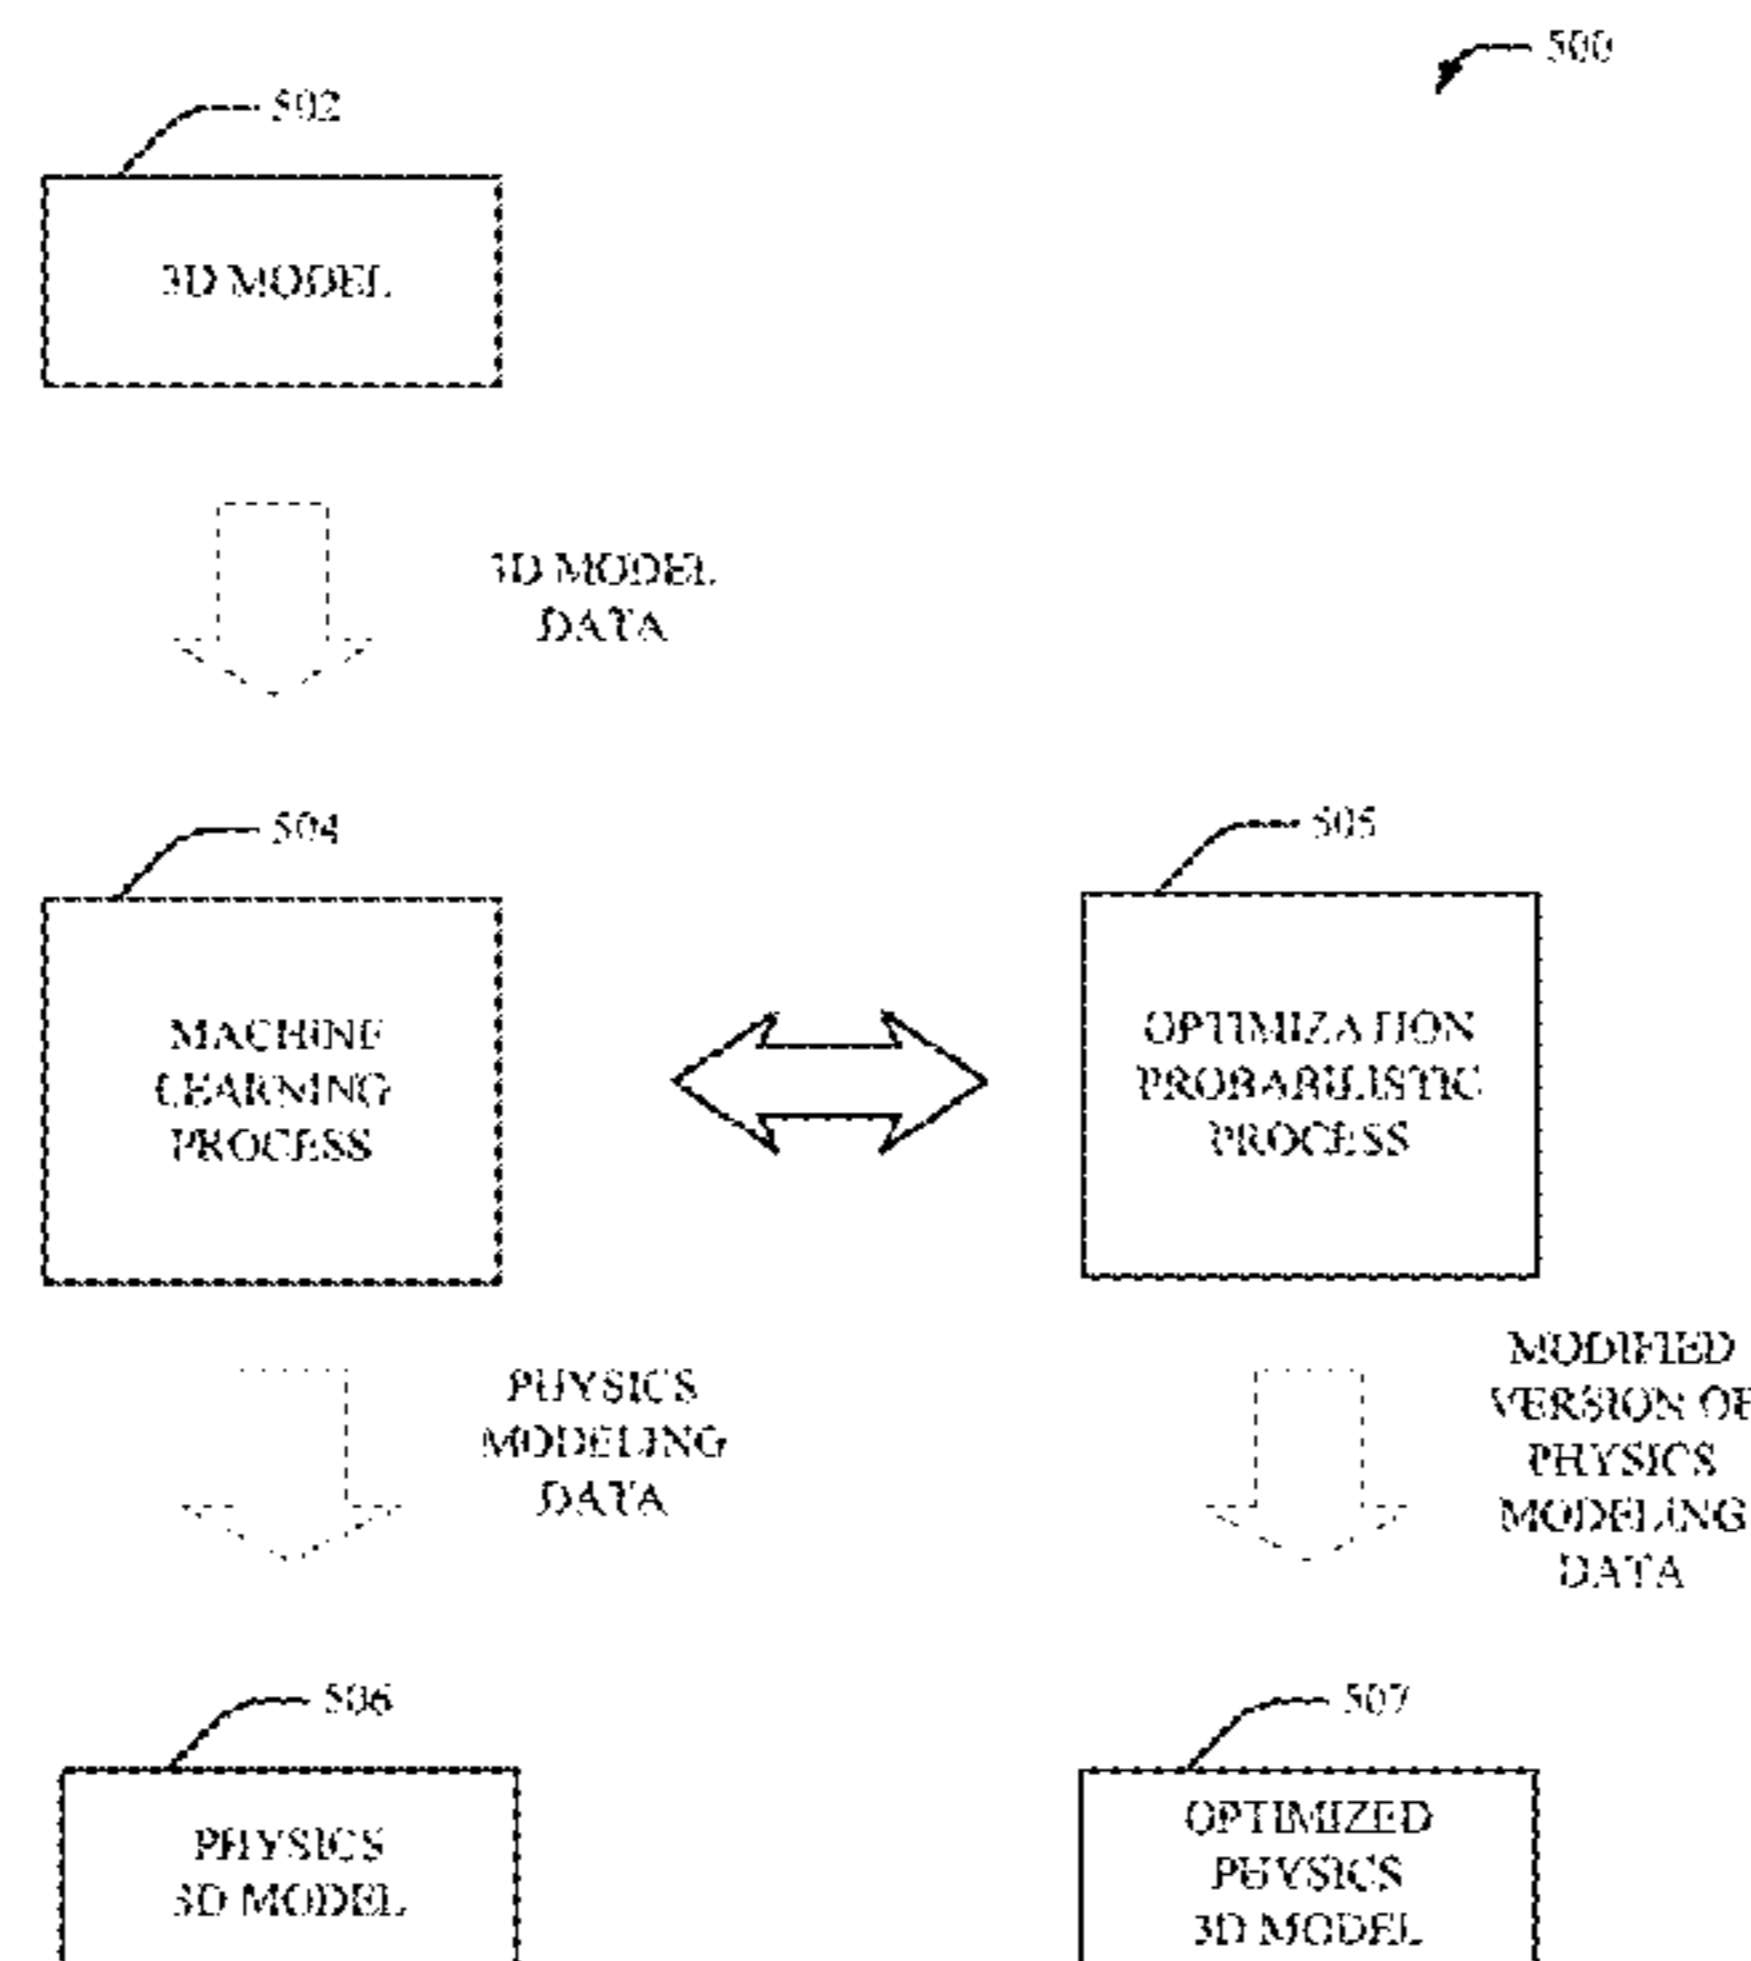 500
502
3D MODEL
3D MODEL
DATA
504
505
MACHINE
LEARNING
PROCESS
OPTIMIZATION
PROBABILISTIC
PROCESS
PHYSICS
MODELING
DATA
MODIFIED
VERSION OF
PHYSICS
MODELING
DATA
506
507
PHYSICS
3D MODEL
OPTIMIZED
PHYSICS
3D MODEL